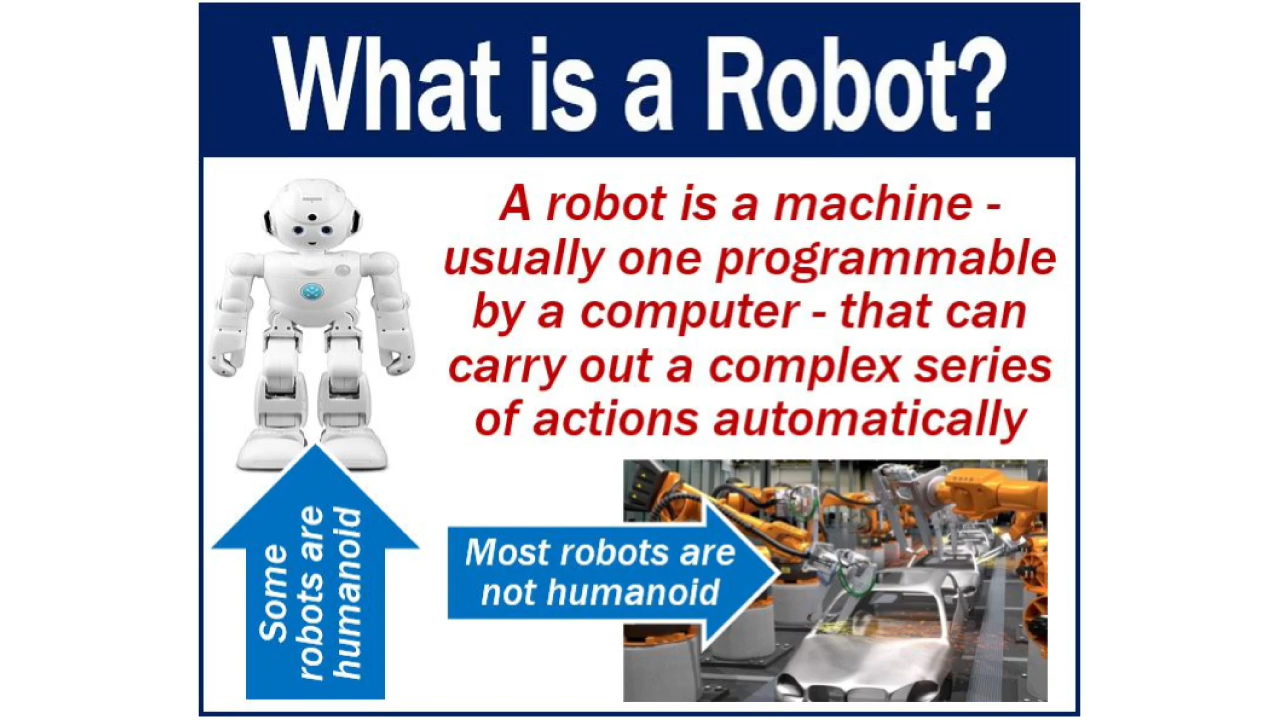 What is a Robot?
A robot is a machine -
usually one programmable
by a computer - that can
carry out a complex series
of actions automatically
Some
robots are
humanoid
Most robots are
not humanoid